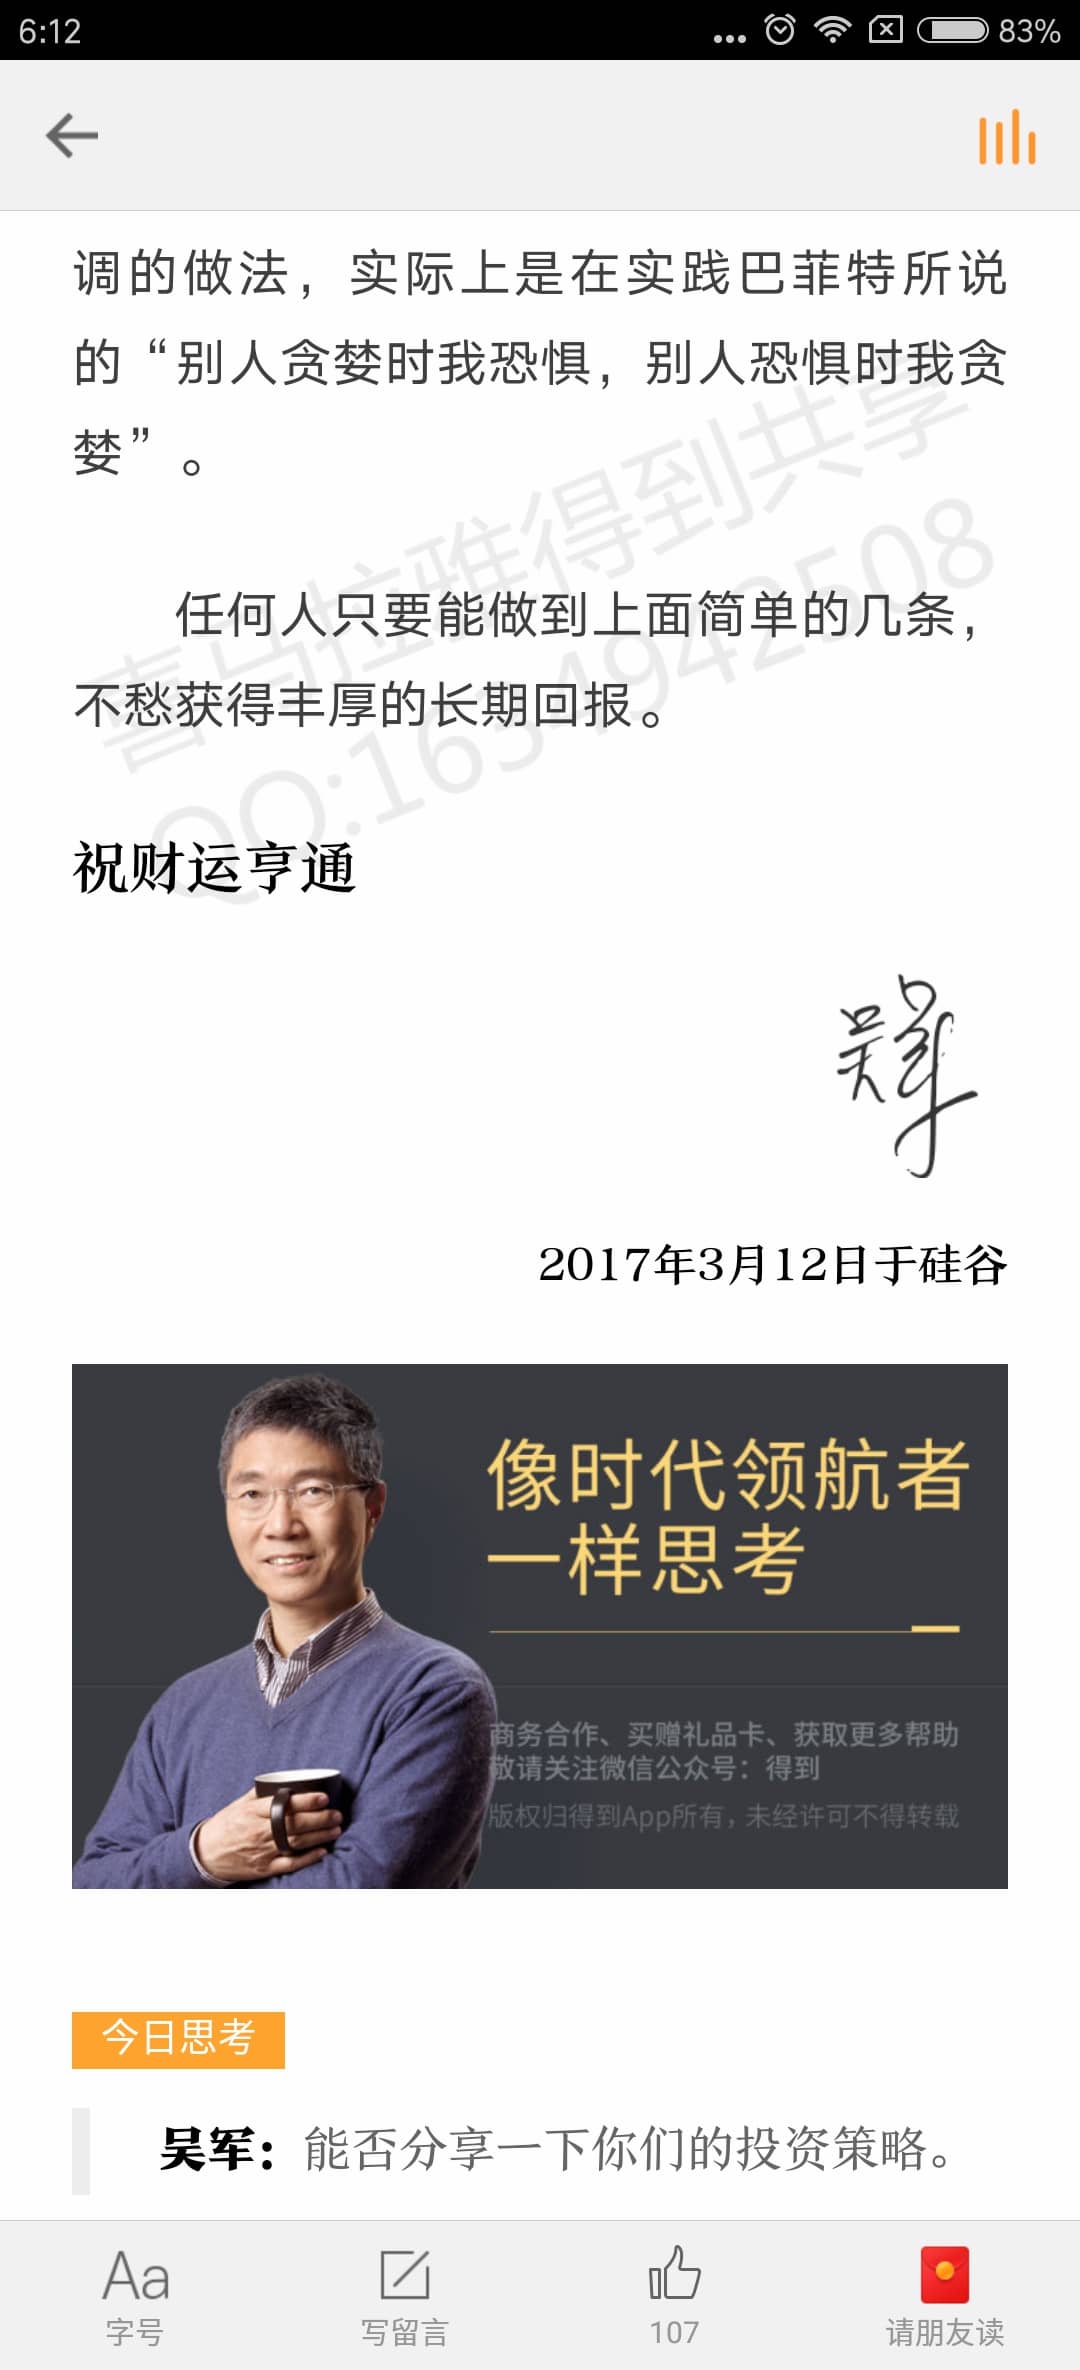 6:12
83%
调的做法，实际上是在实践巴菲特所说
的“别人贪婪时我恐惧，别人恐惧时我贪
婪”。
任何人只要能做到上面简单的几条，
不愁获得丰厚的长期回报。
喜马拉雅得到共享
QQ:1634942508
祝财运亨通
吴军
2017年3月12日于硅谷
像时代领航者
一样思考
商务合作、买赠礼品卡、获取更多帮助
敬请关注微信公众号：得到
版权归得到App所有，未经许可不得转载
今日思考
吴军：能否分享一下你们的投资策略。
Aa
字号
写留言
107
请朋友读